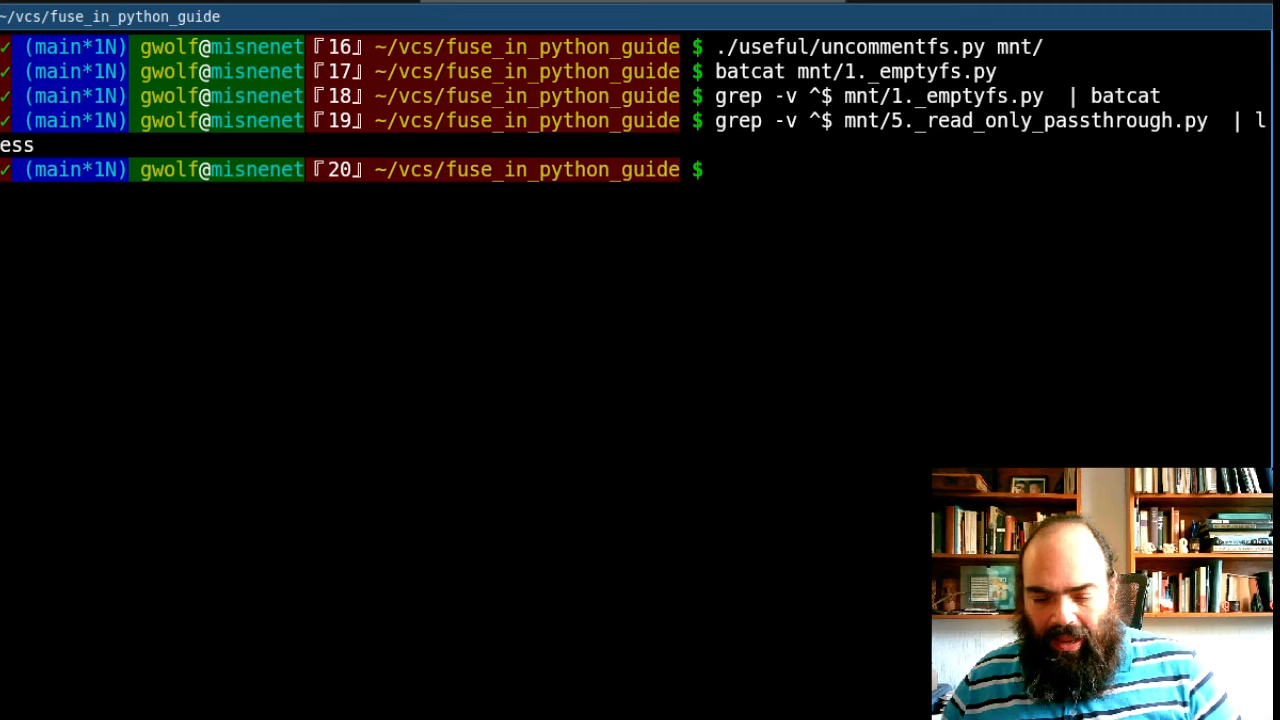 ~/vcs/fuse_in_python_guide
✓ (main*1N) gwolf@misnenet『16』~/vcs/fuse_in_python_guide $ ./useful/uncommentfs.py mnt/
✓ (main*1N) gwolf@misnenet『17』~/vcs/fuse_in_python_guide $ batcat mnt/1._emptyfs.py
✓ (main*1N) gwolf@misnenet『18』~/vcs/fuse_in_python_guide $ grep -v ^$ mnt/1._emptyfs.py  | batcat
✓ (main*1N) gwolf@misnenet『19』~/vcs/fuse_in_python_guide $ grep -v ^$ mnt/5._read_only_passthrough.py  | l
ess
✓ (main*1N) gwolf@misnenet『20』~/vcs/fuse_in_python_guide $